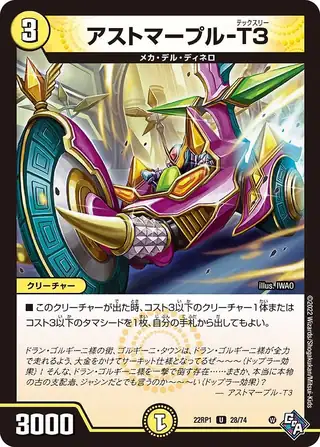 3
テックスリー
アストマープル-T3
メカ・デル・ディネロ
illus. IWAO
クリーチャー
■このクリーチャーが出た時、コスト3以下のクリーチャー1体または
コスト3以下のタマシードを1枚、自分の手札から出してもよい。
ドラン・ゴルギーニ様の街、ゴルギーニ・タウンは、ドラン・ゴルギーニ様が全力
で走れるよう、大金をかけてサーキット仕様となってるぜ~~~(ドップラー効
果)!そんな、ドラン・ゴルギーニ様を一撃で倒す存在……まさか、本当に本物
の古の支配者、ジャシンだとでも言うのか~~~(ドップラー効果)!
― アストマープル-T3
3000
1
22RP1 U 28/74
©2022 Wizards/Shogakukan/Mitsui-Kids